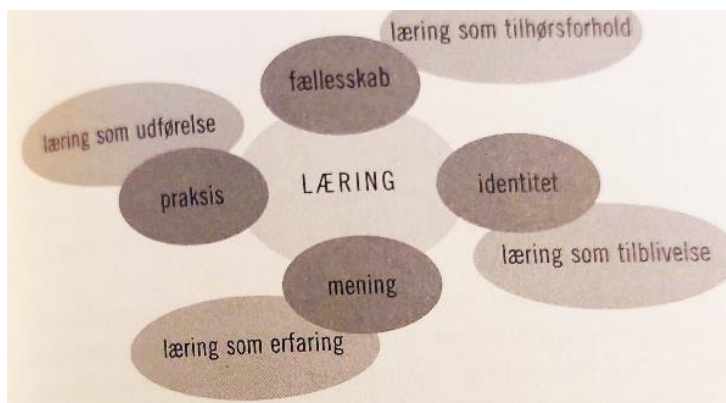 læring som tilhørsforhold
fællesskab
læring som udførelse
praksis
LÆRING
identitet
læring som tilblivelse
mening
læring som erfaring